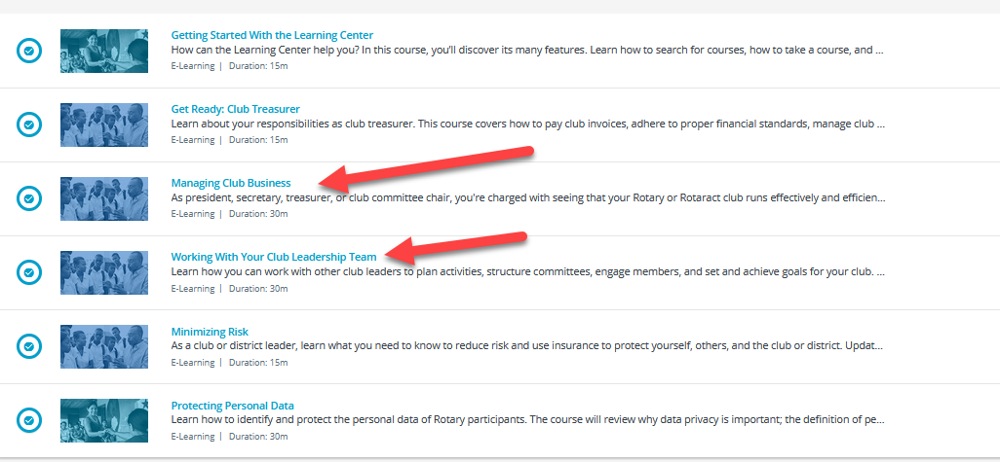 Getting Started With the Learning Center
How can the Learning Center help you? In this course, you'll discover its many features. Learn how to search for courses, how to take a course, and ...
E-Learning | Duration: 15m
Get Ready: Club Treasurer
Learn about your responsibilities as club treasurer. This course covers how to pay club invoices, adhere to proper financial standards, manage club ...
E-Learning | Duration: 15m
Managing Club Business
As president, secretary, treasurer, or club committee chair, you're charged with seeing that your Rotary or Rotaract club runs effectively and efficien...
E-Learning | Duration: 30m
Working With Your Club Leadership Team
Learn how you can work with other club leaders to plan activities, structure committees, engage members, and set and achieve goals for your club. ...
E-Learning | Duration: 30m
Minimizing Risk
As a club or district leader, learn what you need to know to reduce risk and use insurance to protect yourself, others, and the club or district. Updat...
E-Learning | Duration: 15m
Protecting Personal Data
Learn how to identify and protect the personal data of Rotary participants. The course will review why data privacy is important; the definition of pe...
E-Learning | Duration: 30m